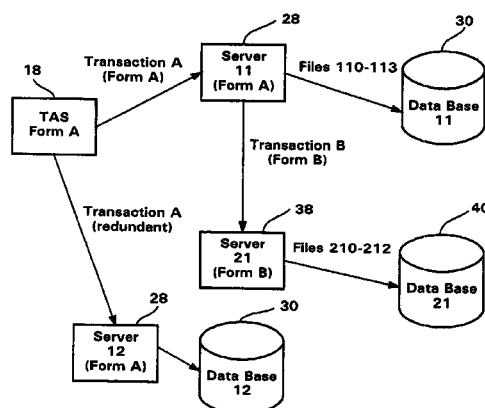 28
30
18
Transaction A
(Form A)
Server
11
(Form A)
Files 110-113
Data Base
11
TAS
Form A
Transaction B
(Form B)
Transaction A
(redundant)
38
40
Server
21
(Form B)
Files 210-212
Data Base
21
28
30
Server
12
(Form A)
Data Base
12